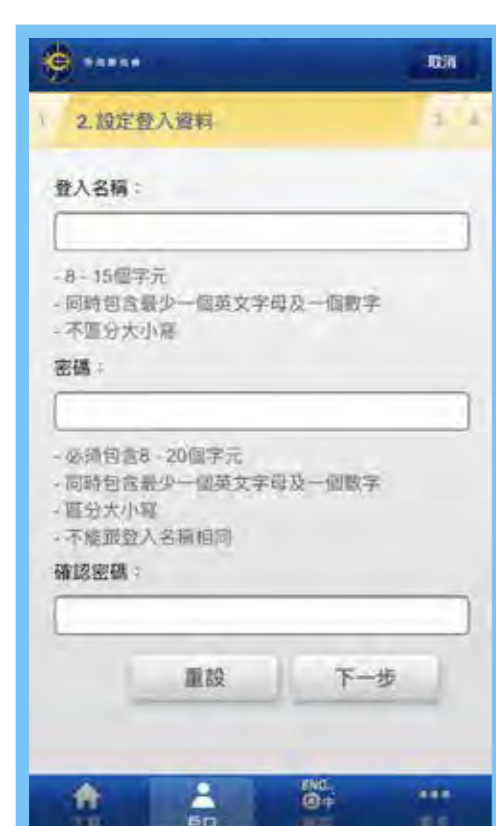 取消
1 2. 設定登入資料 3 4
登入名稱：
- 8 - 15個字元
- 同時包含最少一個英文字母及一個數字
- 不區分大小寫
密碼：
- 必須包含8 - 20個字元
- 同時包含最少一個英文字母及一個數字
- 區分大小寫
- 不能跟登入名稱相同
確認密碼：
重設 下一步
ENG
中
戶口